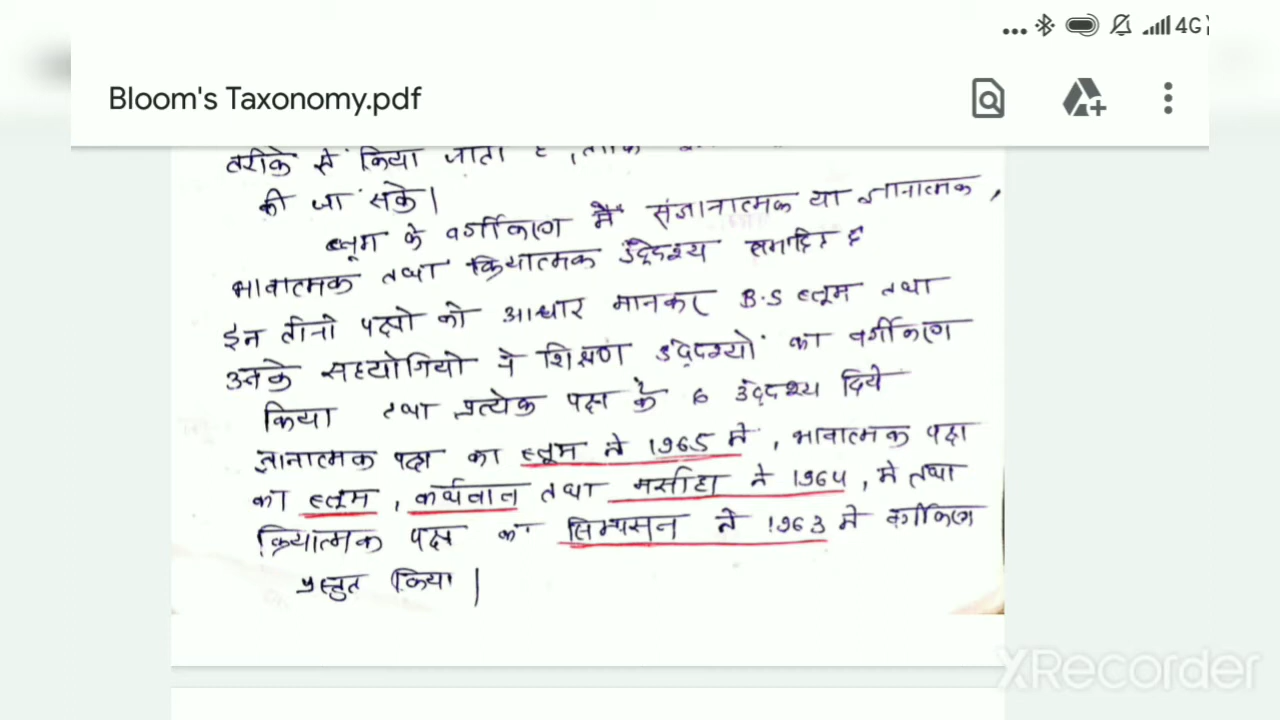 4G
Bloom's Taxonomy.pdf
तरीके से किया जाता है, ताकि
की जा सके।
ब्लूम के वर्गीकरण में संज्ञानात्मक या ज्ञानात्मक,
भावात्मक तथा क्रियात्मक उद्देश्य समाहित है
इन तीनो पक्षो को आधार मानकर B.S ब्लूम तथा
उनके सहयोगियो ने शिक्षण उद्देश्यों का वर्गीकरण
किया तथा प्रत्येक पक्ष के 6 उद्देश्य दिये
ज्ञानात्मक पक्ष का ब्लूम ने 1965 मे, भावात्मक पक्ष
का ब्लूम, कर्थवाल तथा मसीहा ने 1964, मे तथा
क्रियात्मक पक्ष का सिम्पसन ने 1963 मे वर्गीकरण
प्रस्तुत किया।
XRecorder